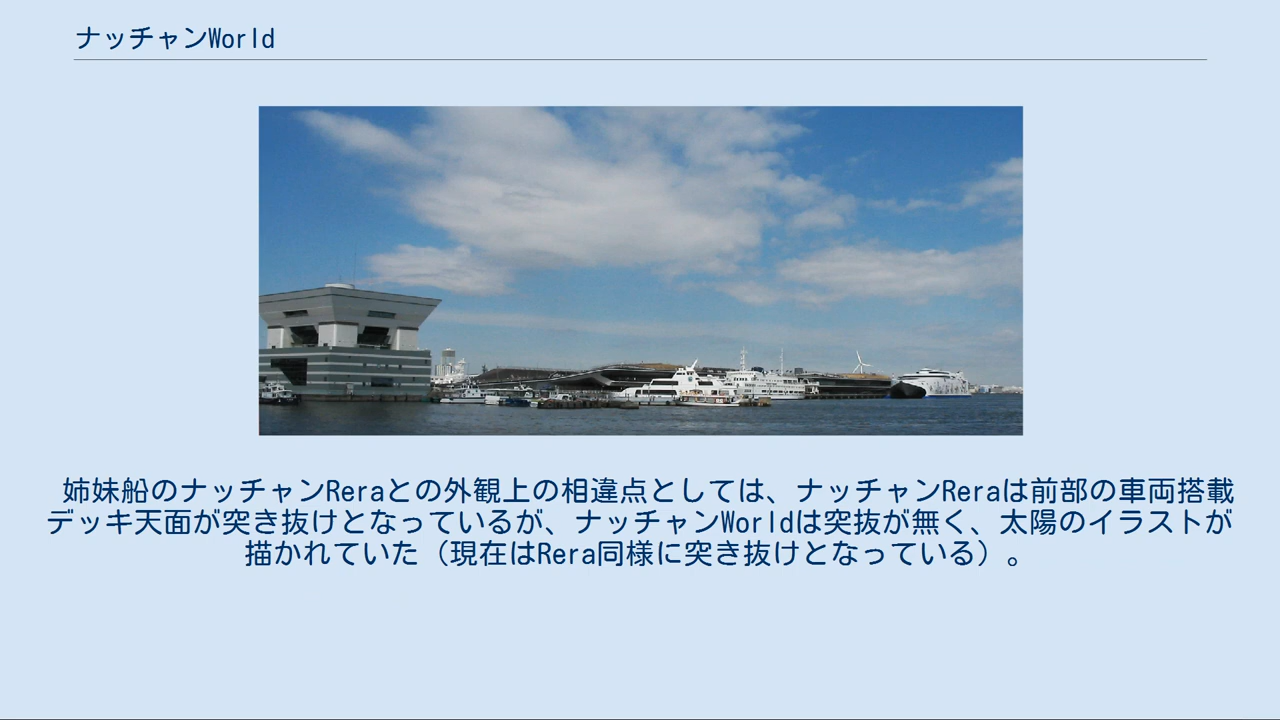 ナッチャンWorld
姉妹船のナッチャンReraとの外観上の相違点としては、ナッチャンReraは前部の車両搭載
デッキ天面が突き抜けとなっているが、ナッチャンWorldは突抜が無く、太陽のイラストが
描かれていた（現在はRera同様に突き抜けとなっている）。